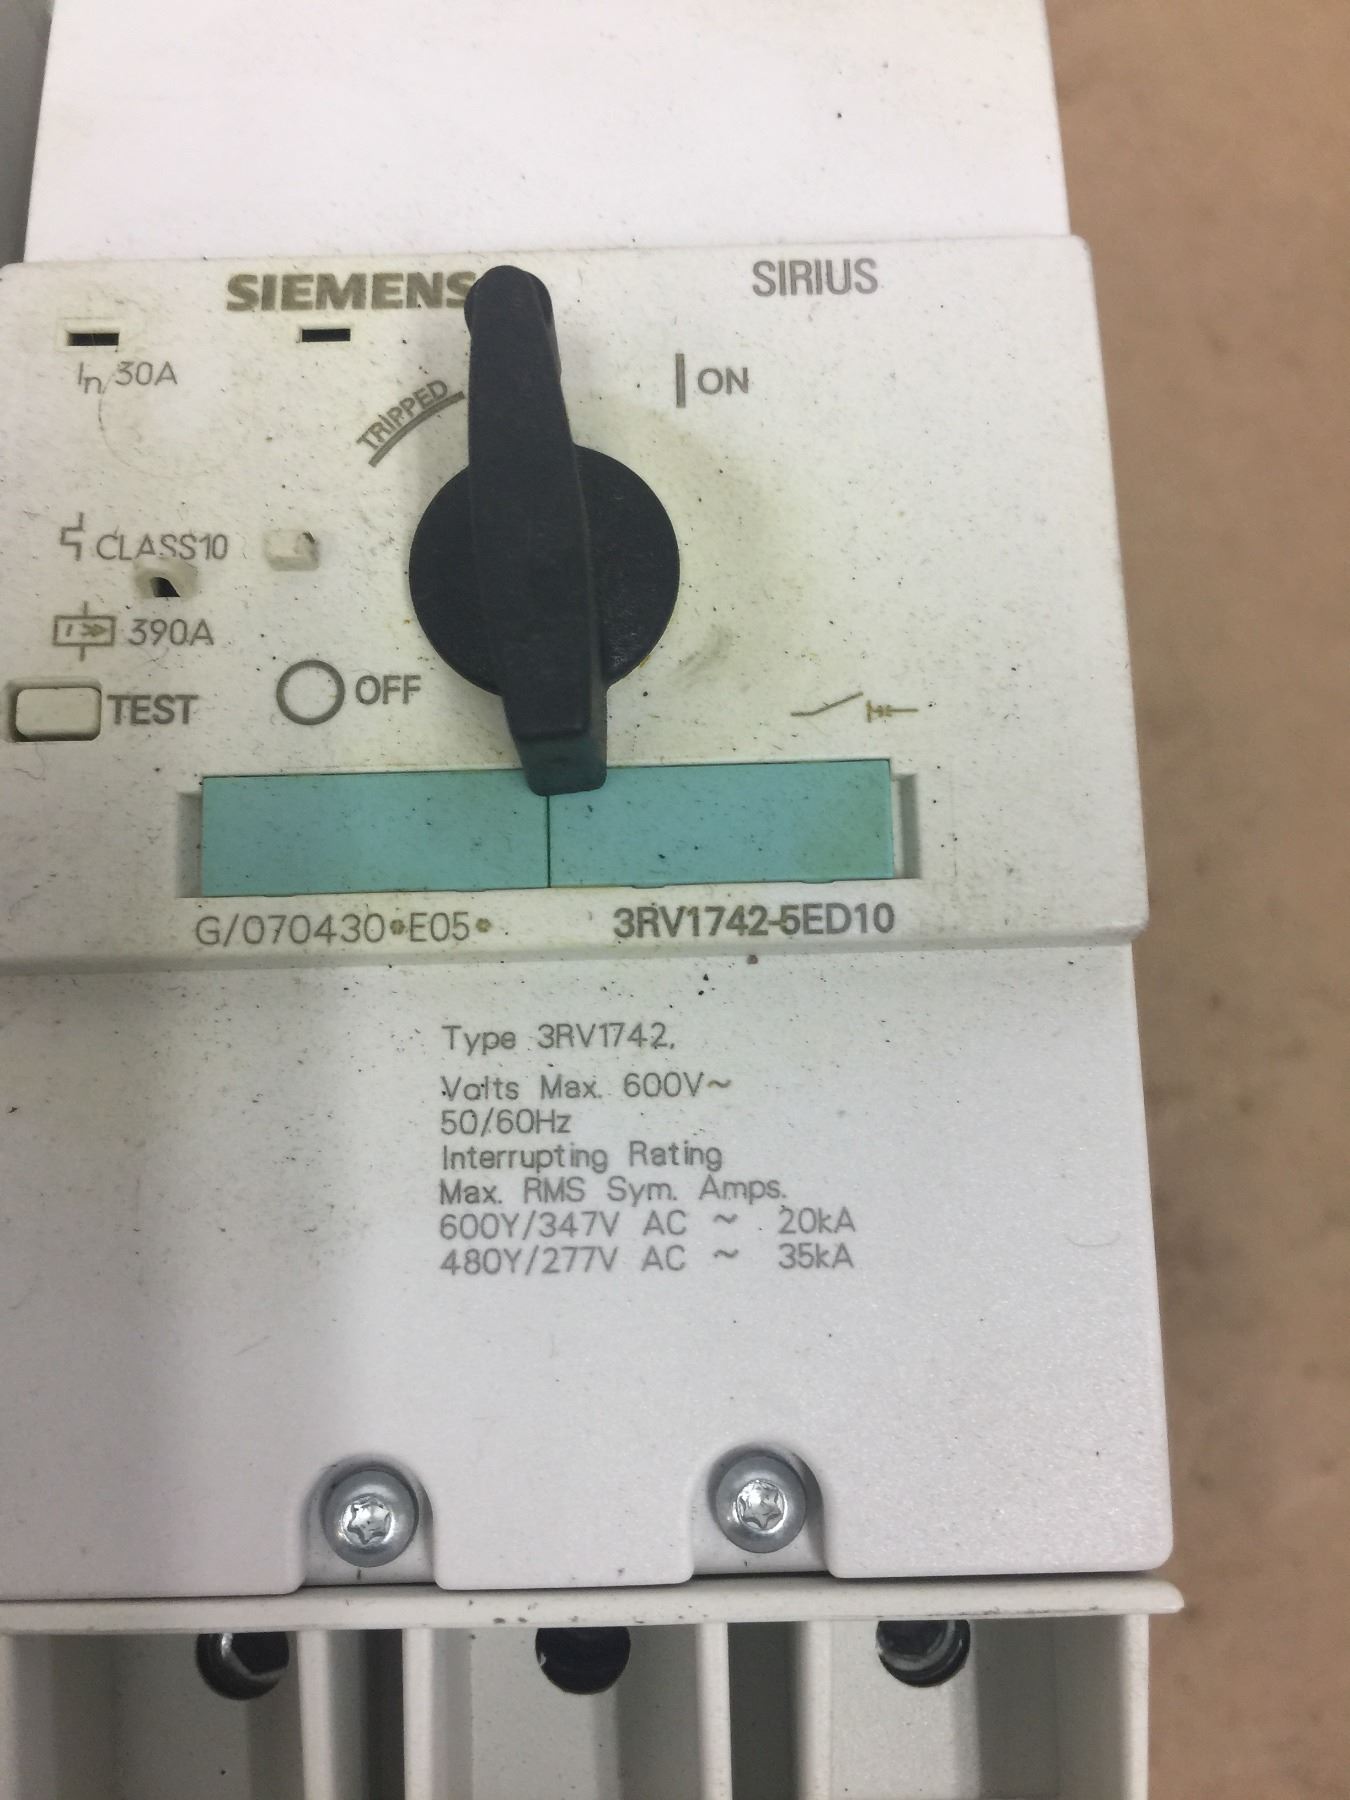 SIEMENS
SIRIUS
In 30A
TRIPPED
I ON
CLASS10
I>> 390A
TEST
O OFF
G/070430*E05*
3RV1742-5ED10
Type 3RV1742.
Volts Max. 600V~
50/60Hz
Interrupting Rating
Max. RMS Sym. Amps.
600Y/347V AC ~ 20kA
480Y/277V AC ~ 35kA